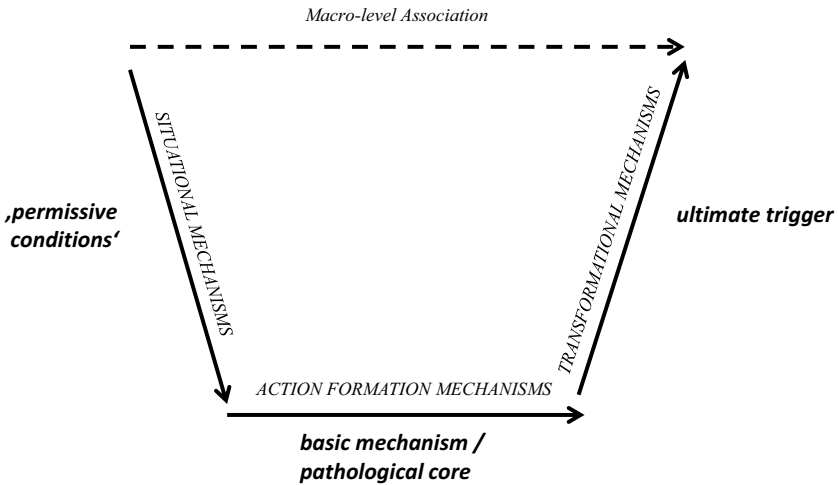 Macro-level Association
SITUATIONAL MECHANISMS
TRANSFORMATIONAL MECHANISMS
‚permissive
conditions‘
ultimate trigger
ACTION FORMATION MECHANISMS
basic mechanism /
pathological core